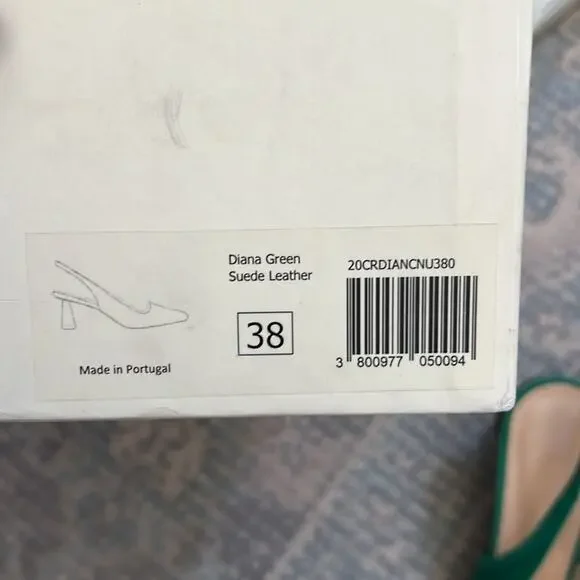 Diana Green
Suede Leather
38
Made in Portugal
20CRDIANCNU380
3 800977 050094